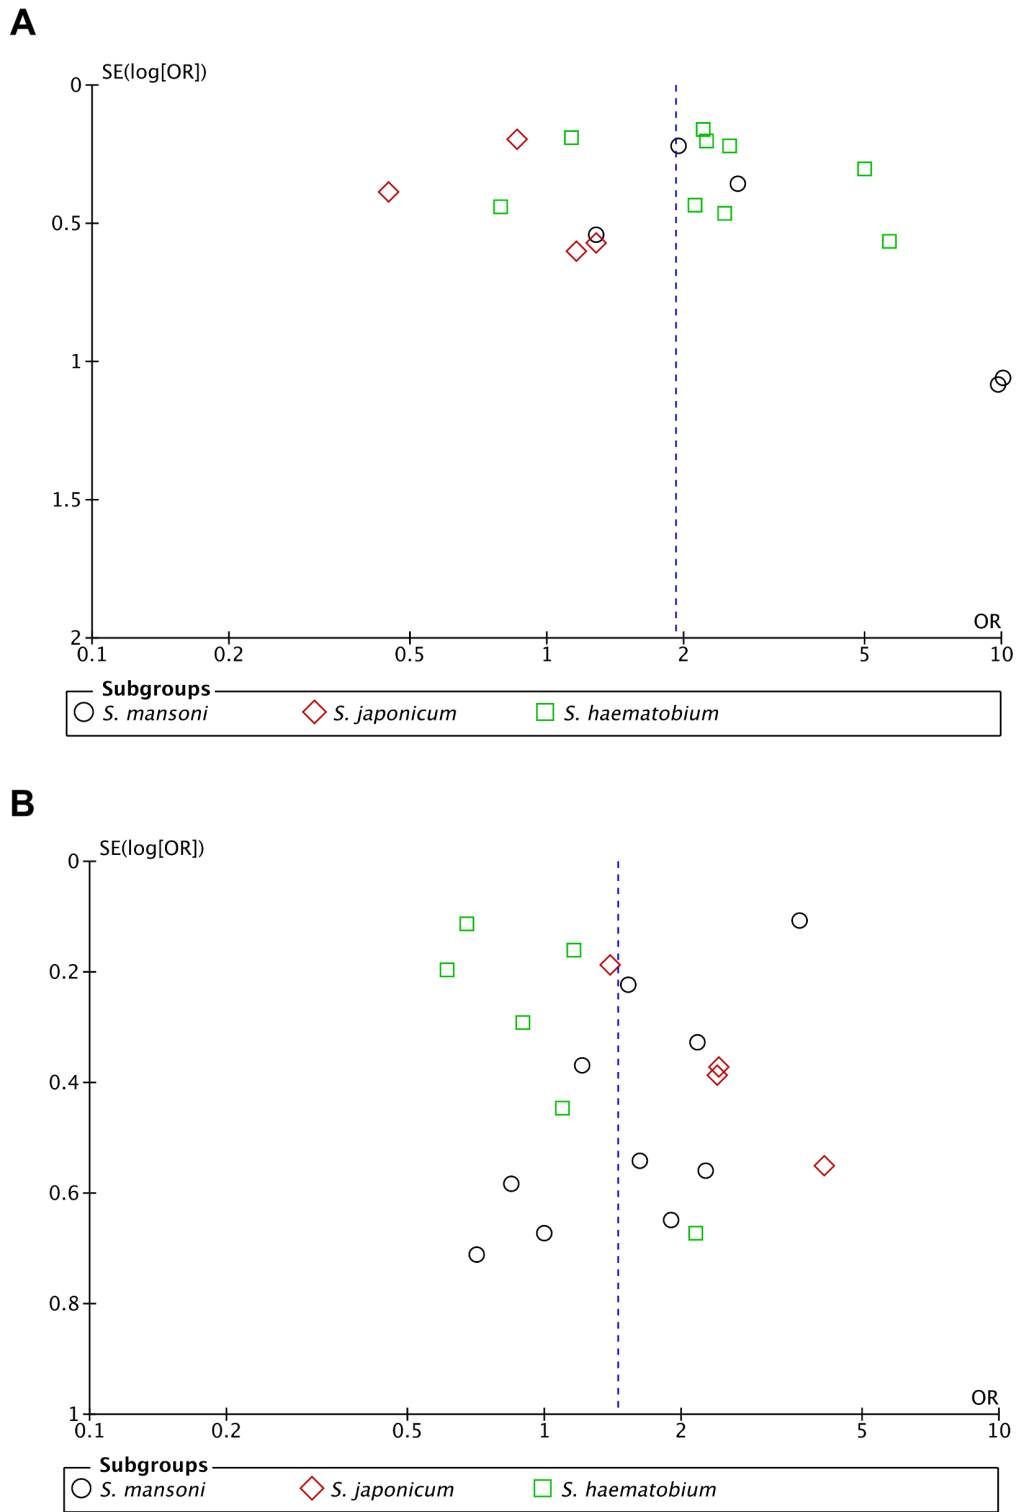 A
SE(log[OR])
0
0.5
1
1.5
2
OR
0.1 0.2 0.5 1 2 5 10
Subgroups
S. mansoni S. japonicum S. haematobium
B
SE(log[OR])
0
0.2
0.4
0.6
0.8
1
OR
0.1 0.2 0.5 1 2 5 10
Subgroups
S. mansoni S. japonicum S. haematobium